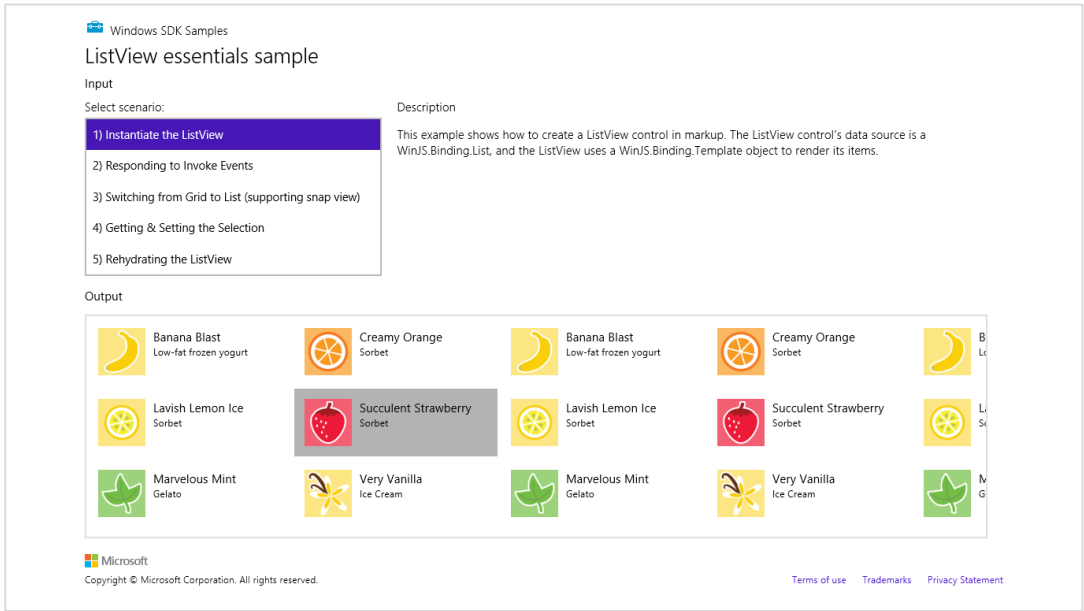 Windows SDK Samples
ListView essentials sample
Input
Select scenario:
1) Instantiate the ListView
2) Responding to Invoke Events
3) Switching from Grid to List (supporting snap view)
4) Getting & Setting the Selection
5) Rehydrating the ListView
Description
This example shows how to create a ListView control in markup. The ListView control's data source is a
WinJS.Binding.List, and the ListView uses a WinJS.Binding.Template object to render its items.
Output
Banana Blast
Low-fat frozen yogurt
Creamy Orange
Sorbet
Banana Blast
Low-fat frozen yogurt
Creamy Orange
Sorbet
Lavish Lemon Ice
Sorbet
Succulent Strawberry
Sorbet
Lavish Lemon Ice
Sorbet
Succulent Strawberry
Sorbet
Marvelous Mint
Gelato
Very Vanilla
Ice Cream
Marvelous Mint
Gelato
Very Vanilla
Ice Cream
Microsoft
Copyright © Microsoft Corporation. All rights reserved.
Terms of use Trademarks Privacy Statement